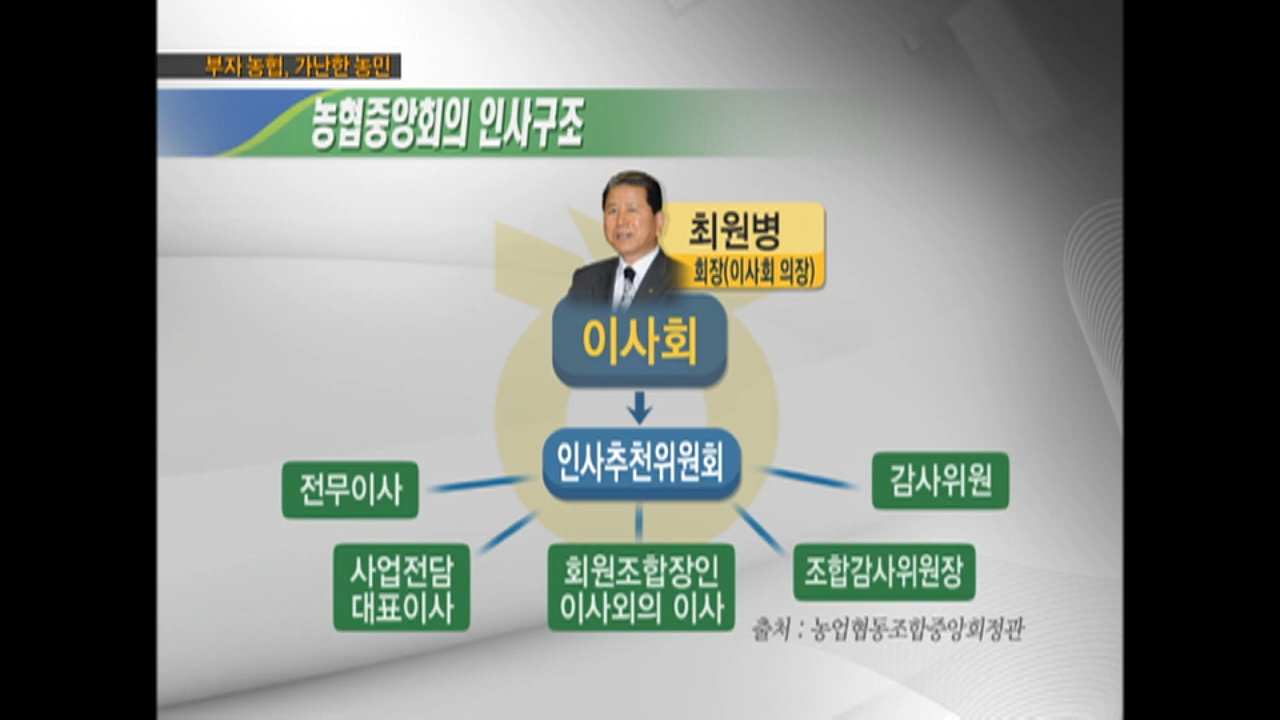 부자 농협, 가난한 농민
농협중앙회의 인사구조
최원병
회장(이사회 의장)
이사회
인사추천위원회
전무이사
감사위원
사업전담
대표이사
회원조합장인
이사외의 이사
조합감사위원장
출처 : 농업협동조합중앙회정관